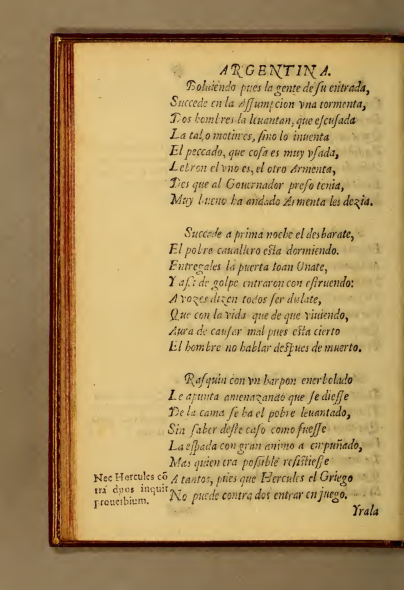 ARGENTINA.
Boluiendo pues la gente de su entrada,
Succede en la Assumpcion vna tormenta,
Dos hombres la leuantan, que escusada
La tal, o motines, sino lo inuenta
El peccado, que cosa es muy vsada,
Lebron el vno es, el otro Armenta,
Des que al Gouernador preso tenia,
Muy bueno ha andado Armenta les dezia.
Succede a prima noche el desbarate,
El pobre cauallero esta dormiendo.
Entregales la puerta Ioan Onate,
Y assi de golpe entraron con estruendo:
A vozes dizen todos ser dulate,
Que con la vida que de que viuiendo,
Aura de causar mal pues esta cierto
El hombre no hablar despues de muerto.
Rasquin con vn harpon enerbolado
Le apunta amenazando que se diesse
De la cama se ha el pobre leuantado,
Sin saber deste caso como fuesse
La espada con gran animo a empuñado,
Mas quien era possible resistiesse
A tantos, pues que Hercules el Griego
No puede contra dos entrar en juego.
Nec Hercules cō
tra duos inquit
prouerbium.
Yrala